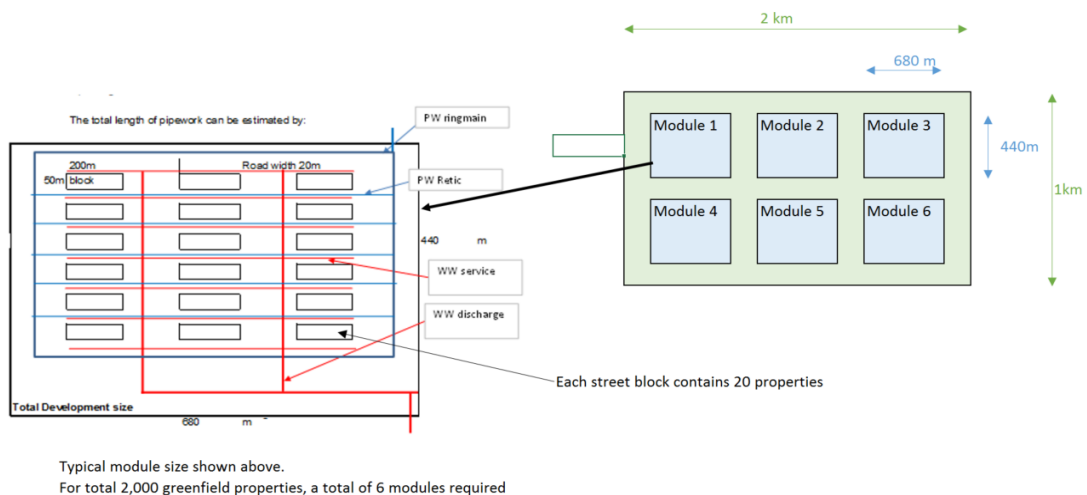 2 km
680 m
The total length of pipework can be estimated by:
PW ringmain
Module 1
Module 2
Module 3
440m
1km
200m
Road width 20m
50m
block
PW Retic
Module 4
Module 5
Module 6
440 m
WW service
WW discharge
Each street block contains 20 properties
Total Development size
680 m
Typical module size shown above.
For total 2,000 greenfield properties, a total of 6 modules required